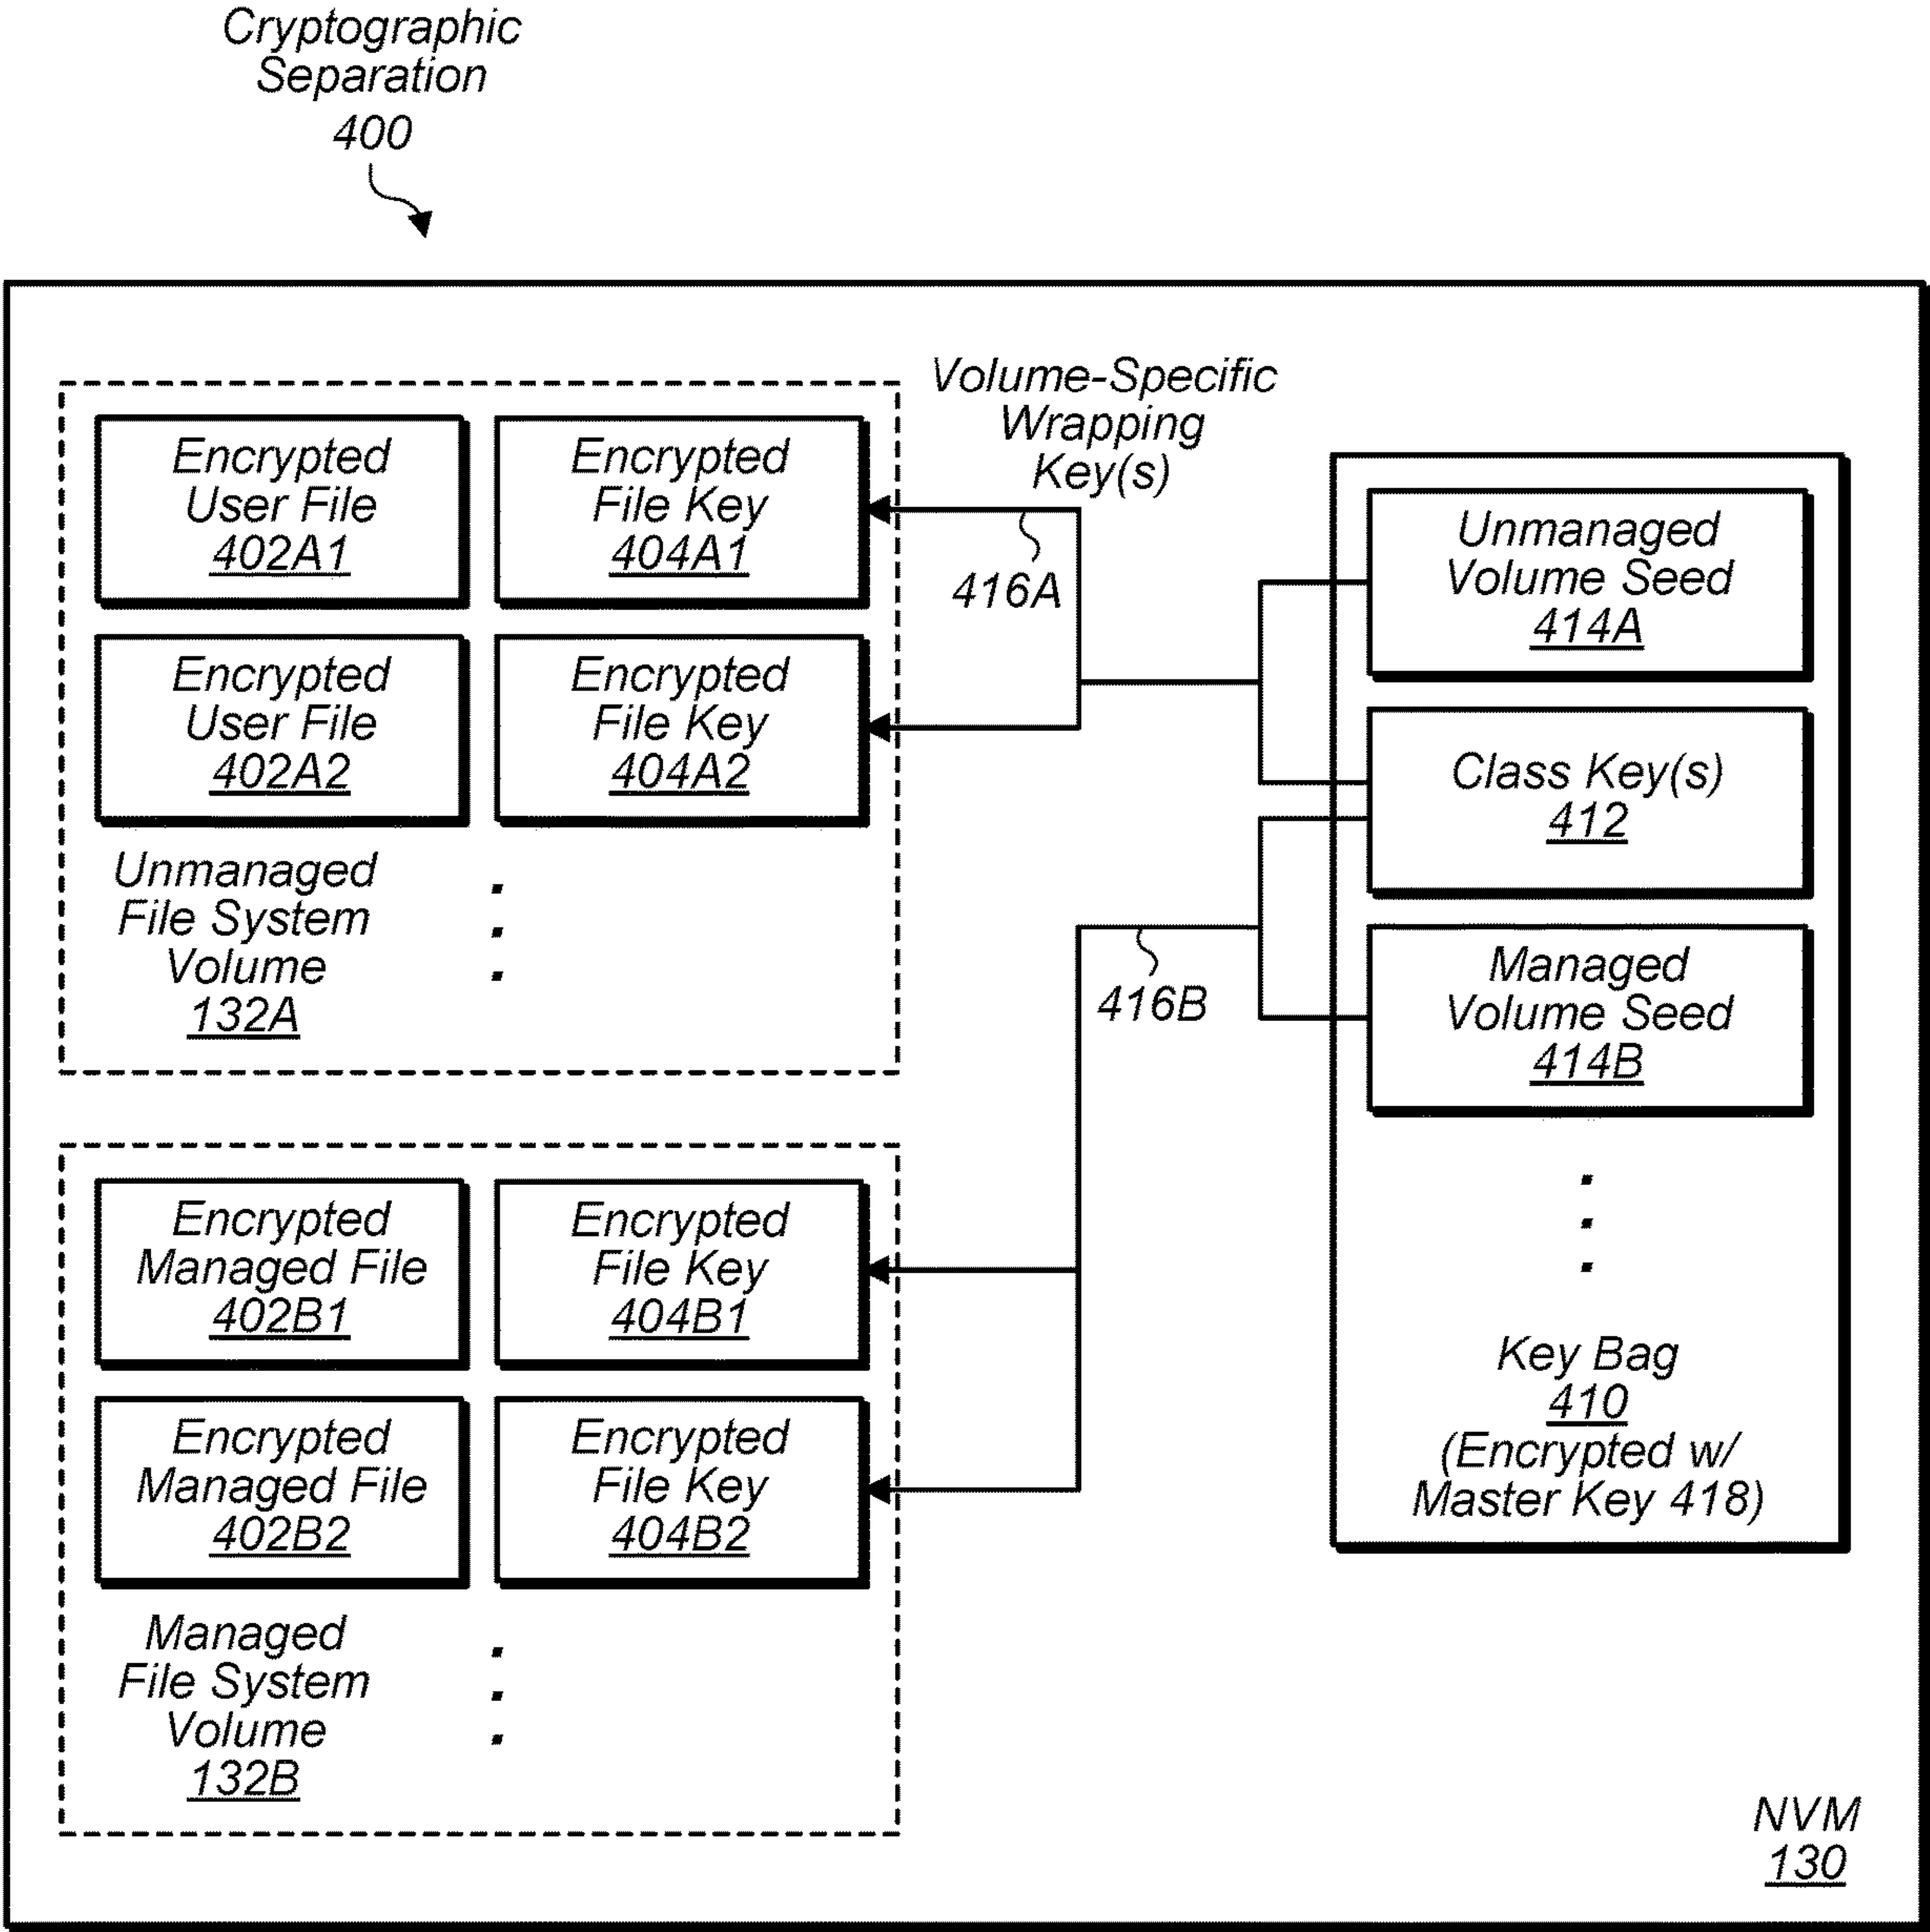 Cryptographic
Separation
400
Volume-Specific
Wrapping
Key(s)
416A
Encrypted
User File
402A1
Encrypted
File Key
404A1
Encrypted
User File
402A2
Encrypted
File Key
404A2
Unmanaged
File System
Volume
132A
Unmanaged
Volume Seed
414A
Class Key(s)
412
416B
Managed
Volume Seed
414B
Encrypted
Managed File
402B1
Encrypted
File Key
404B1
Encrypted
Managed File
402B2
Encrypted
File Key
404B2
Managed
File System
Volume
132B
Key Bag
410
(Encrypted w/
Master Key 418)
NVM
130